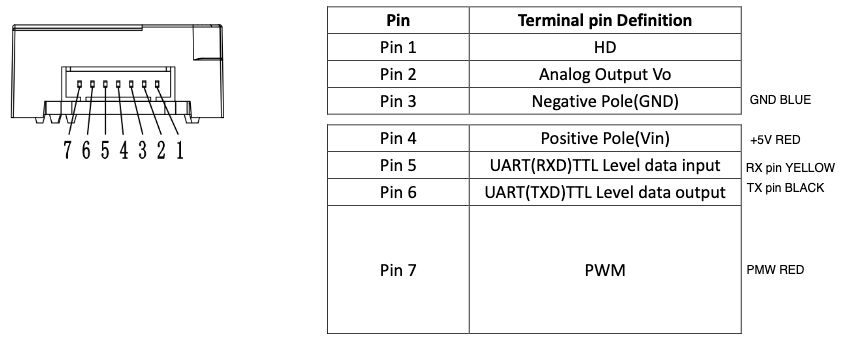 Pin Terminal pin Definition
Pin 1 HD
Pin 2 Analog Output Vo
Pin 3 Negative Pole(GND) GND BLUE
Pin 4 Positive Pole(Vin) +5V RED
Pin 5 UART(RXD)TTL Level data input RX pin YELLOW
Pin 6 UART(TXD)TTL Level data output TX pin BLACK
Pin 7 PWM PMW RED
7 6 5 4 3 2 1